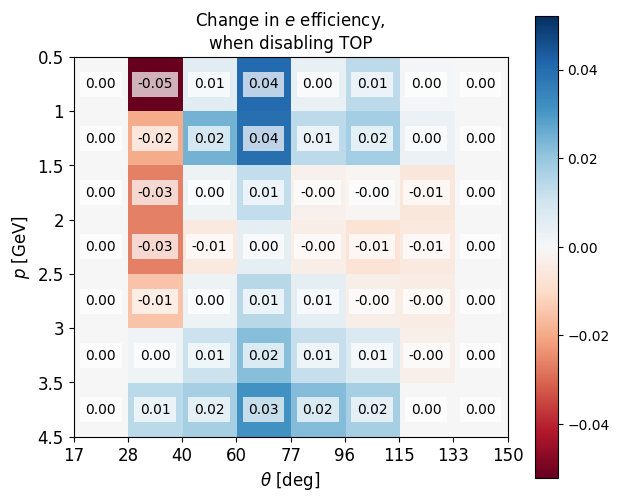 Change in e efficiency,
when disabling TOP
0.5
1
1.5
2
2.5
3
3.5
4.5
p [GeV]
0.00 -0.05 0.01 0.04 0.00 0.01 0.00 0.00
0.00 -0.02 0.02 0.04 0.01 0.02 0.00 0.00
0.00 -0.03 0.00 0.01 -0.00 -0.00 -0.01 0.00
0.00 -0.03 -0.01 0.00 -0.00 -0.01 -0.01 0.00
0.00 -0.01 0.00 0.01 0.01 -0.00 -0.00 0.00
0.00 0.00 0.01 0.02 0.01 0.01 -0.00 0.00
0.00 0.01 0.02 0.03 0.02 0.02 0.00 0.00
17 28 40 60 77 96 115 133 150
θ [deg]
0.04
0.02
0.00
−0.02
−0.04